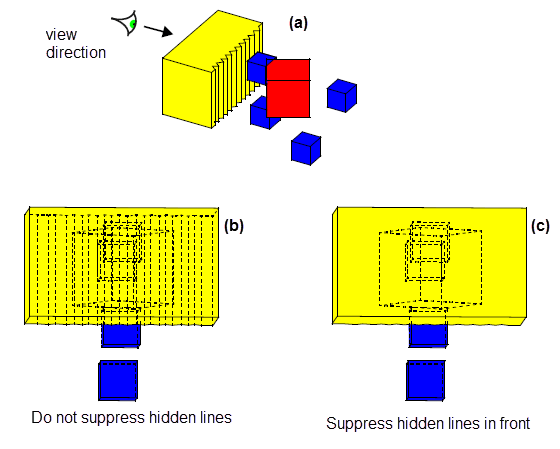 (a)
view
direction
(b)
(c)
Do not suppress hidden lines
Suppress hidden lines in front